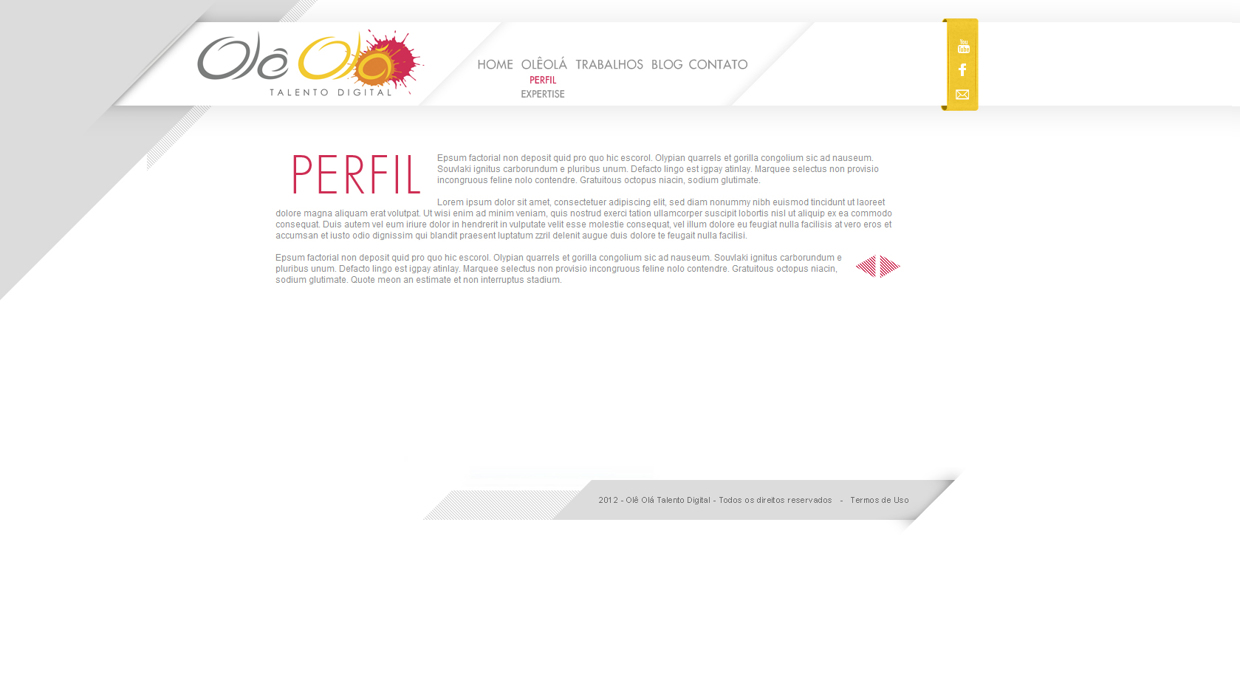 Olê Olá
TALENTO DIGITAL
HOME OLÊOLÁ TRABALHOS BLOG CONTATO
PERFIL
EXPERTISE
You Tube
f
PERFIL
Epsum factorial non deposit quid pro quo hic escorol. Olypian quarrels et gorilla congolium sic ad nauseum.
Souvlaki ignitus carborundum e pluribus unum. Defacto lingo est igpay atinlay. Marquee selectus non provisio
incongruous feline nolo contendre. Gratuitous octopus niacin, sodium glutimate.
Lorem ipsum dolor sit amet, consectetuer adipiscing elit, sed diam nonummy nibh euismod tincidunt ut laoreet
dolore magna aliquam erat volutpat. Ut wisi enim ad minim veniam, quis nostrud exerci tation ullamcorper suscipit lobortis nisl ut aliquip ex ea commodo
consequat. Duis autem vel eum iriure dolor in hendrerit in vulputate velit esse molestie consequat, vel illum dolore eu feugiat nulla facilisis at vero eros et
accumsan et iusto odio dignissim qui blandit praesent luptatum zzril delenit augue duis dolore te feugait nulla facilisi.
Epsum factorial non deposit quid pro quo hic escorol. Olypian quarrels et gorilla congolium sic ad nauseum. Souvlaki ignitus carborundum e
pluribus unum. Defacto lingo est igpay atinlay. Marquee selectus non provisio incongruous feline nolo contendre. Gratuitous octopus niacin,
sodium glutimate. Quote meon an estimate et non interruptus stadium.
2012 - Olê Olá Talento Digital - Todos os direitos reservados - Termos de Uso